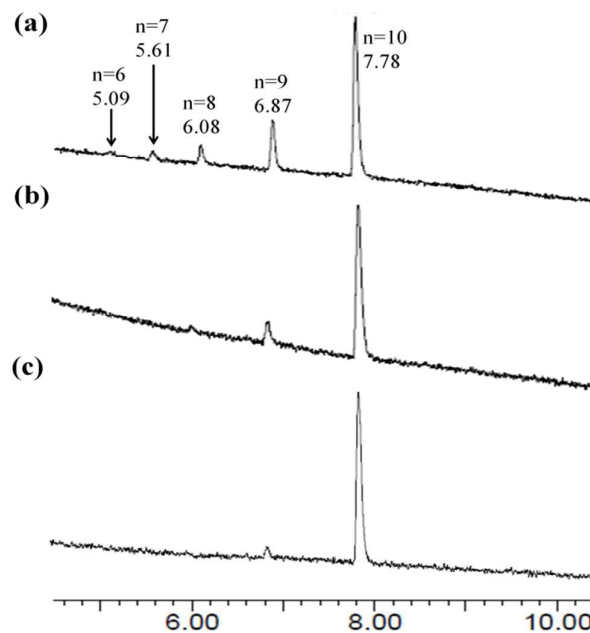 (a)
n=6
5.09
n=7
5.61
n=8
6.08
n=9
6.87
n=10
7.78
(b)
(c)
6.00 8.00 10.00